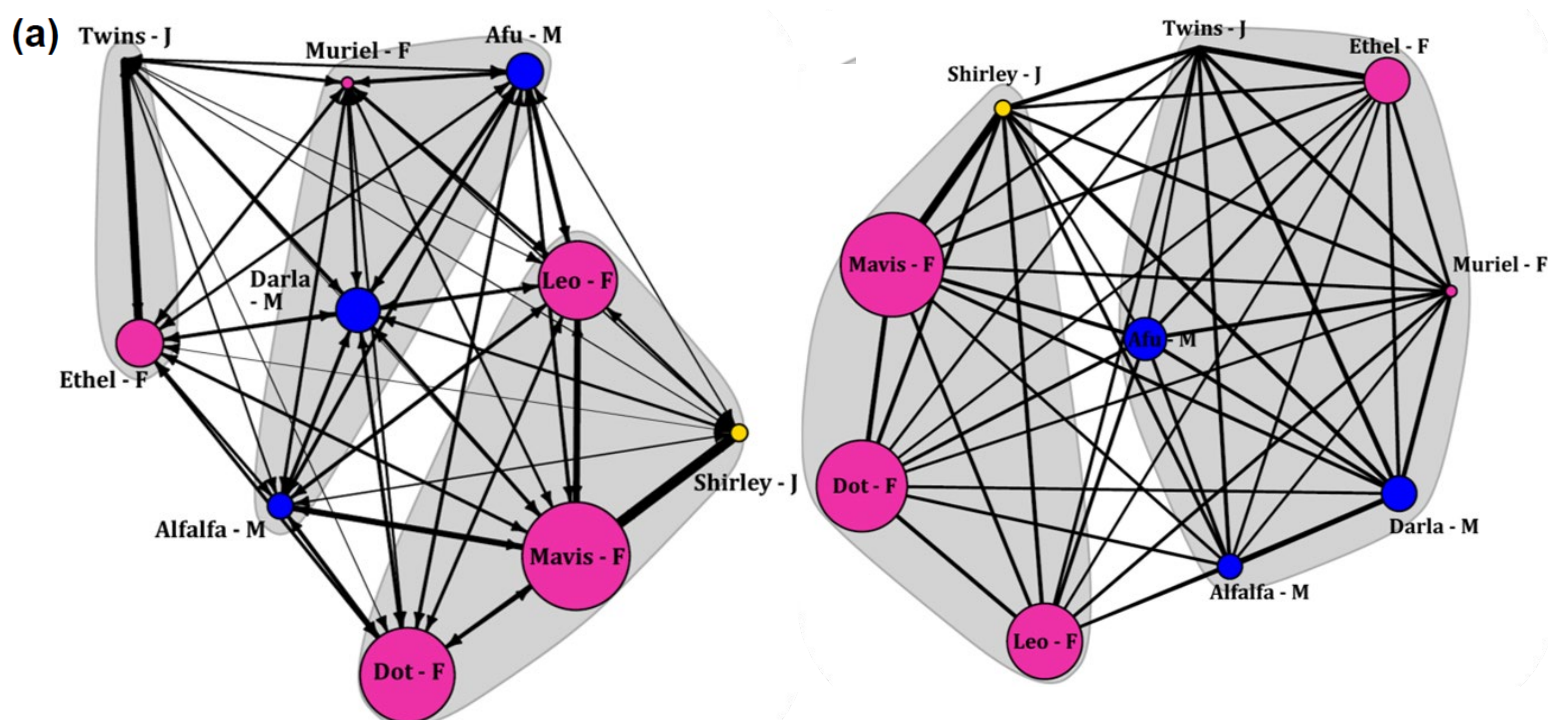 (a)
Twins - J
Muriel - F
Afu - M
Darla
- M
Leo - F
Ethel - F
Shirley - J
Alfalfa - M
Mavis - F
Dot - F
Twins - J
Ethel - F
Shirley - J
Mavis - F
Muriel - F
Afu - M
Dot - F
Darla - M
Alfalfa - M
Leo - F